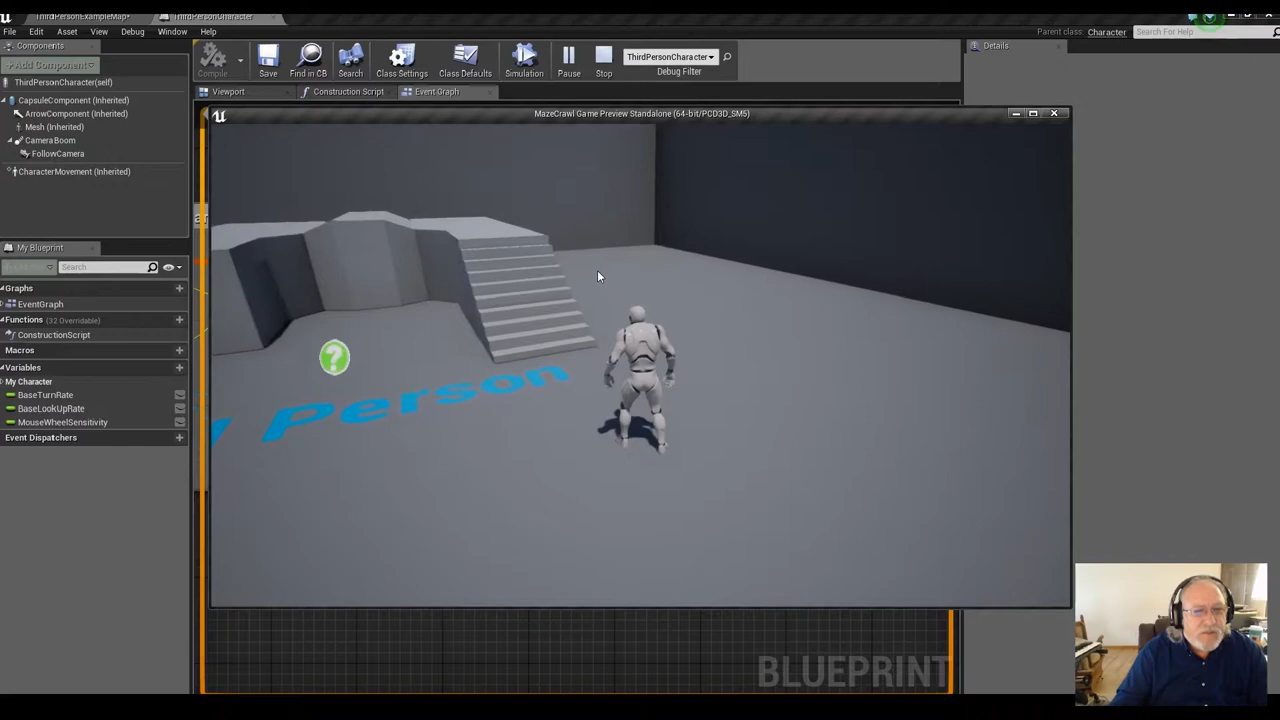 ThirdPersonExampleMap*
ThirdPersonCharacter
File Edit Asset View Debug Window Help
Parent class: Character
Search For Help
Components
Details
+Add Component
Compile Save Find in CB Search Class Settings Class Defaults Simulation Pause Stop
ThirdPersonCharacter
Debug Filter
ThirdPersonCharacter(self)
Viewport Construction Script Event Graph
CapsuleComponent (Inherited)
ArrowComponent (Inherited)
Mesh (Inherited)
CameraBoom
FollowCamera
CharacterMovement (Inherited)
MazeCrawl Game Preview Standalone (64-bit/PCD3D_SM5)
My Blueprint
Search
Graphs
EventGraph
Functions (32 Overridable)
ConstructionScript
Macros
Variables
My Character
BaseTurnRate
BaseLookUpRate
MouseWheelSensitivity
Event Dispatchers
?
Person
BLUEPRINT